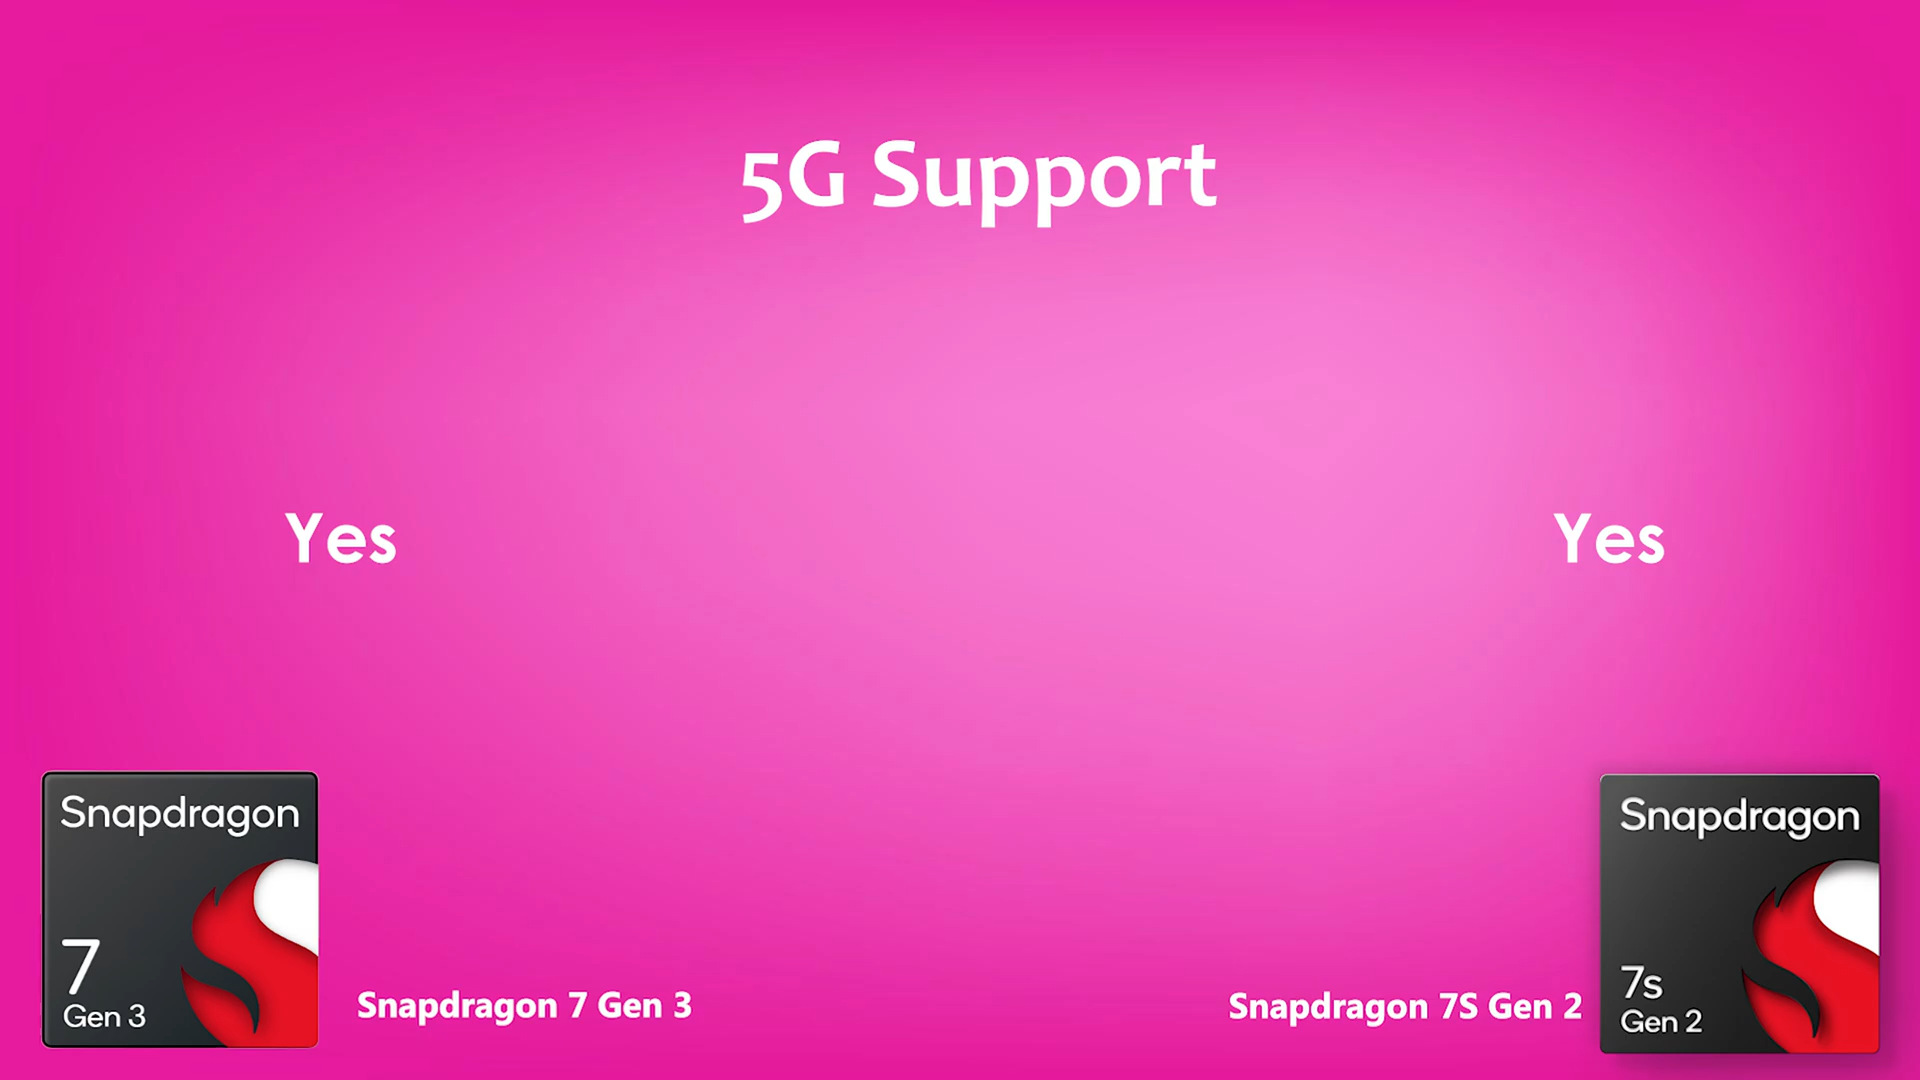 5G Support
Yes
Yes
Snapdragon
7
Gen 3
Snapdragon 7 Gen 3
Snapdragon 7S Gen 2
Snapdragon
7s
Gen 2